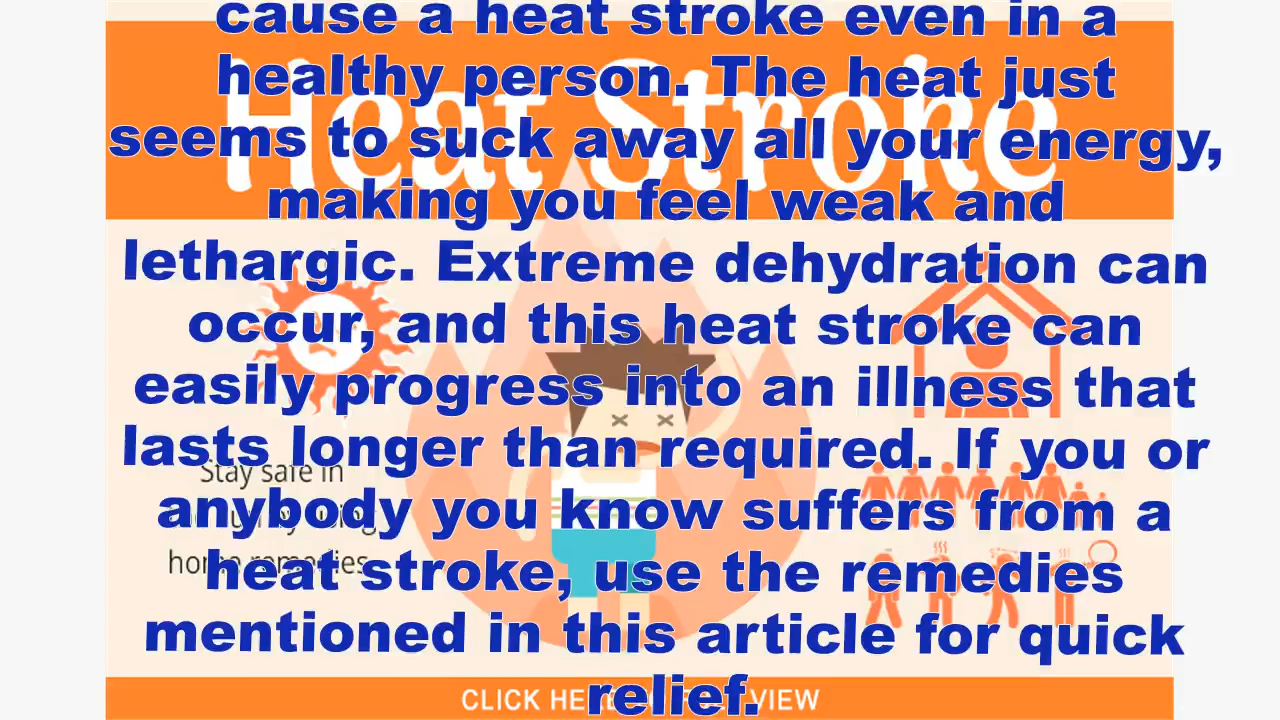 cause a heat stroke even in a
healthy person. The heat just
Heat Stroke
seems to suck away all your energy,
making you feel weak and
lethargic. Extreme dehydration can
occur, and this heat stroke can
easily progress into an illness that
lasts longer than required. If you or
Stay safe in
anybody you know suffers from a
home remedies
heat stroke, use the remedies
mentioned in this article for quick
relief.
CLICK HERE VIEW